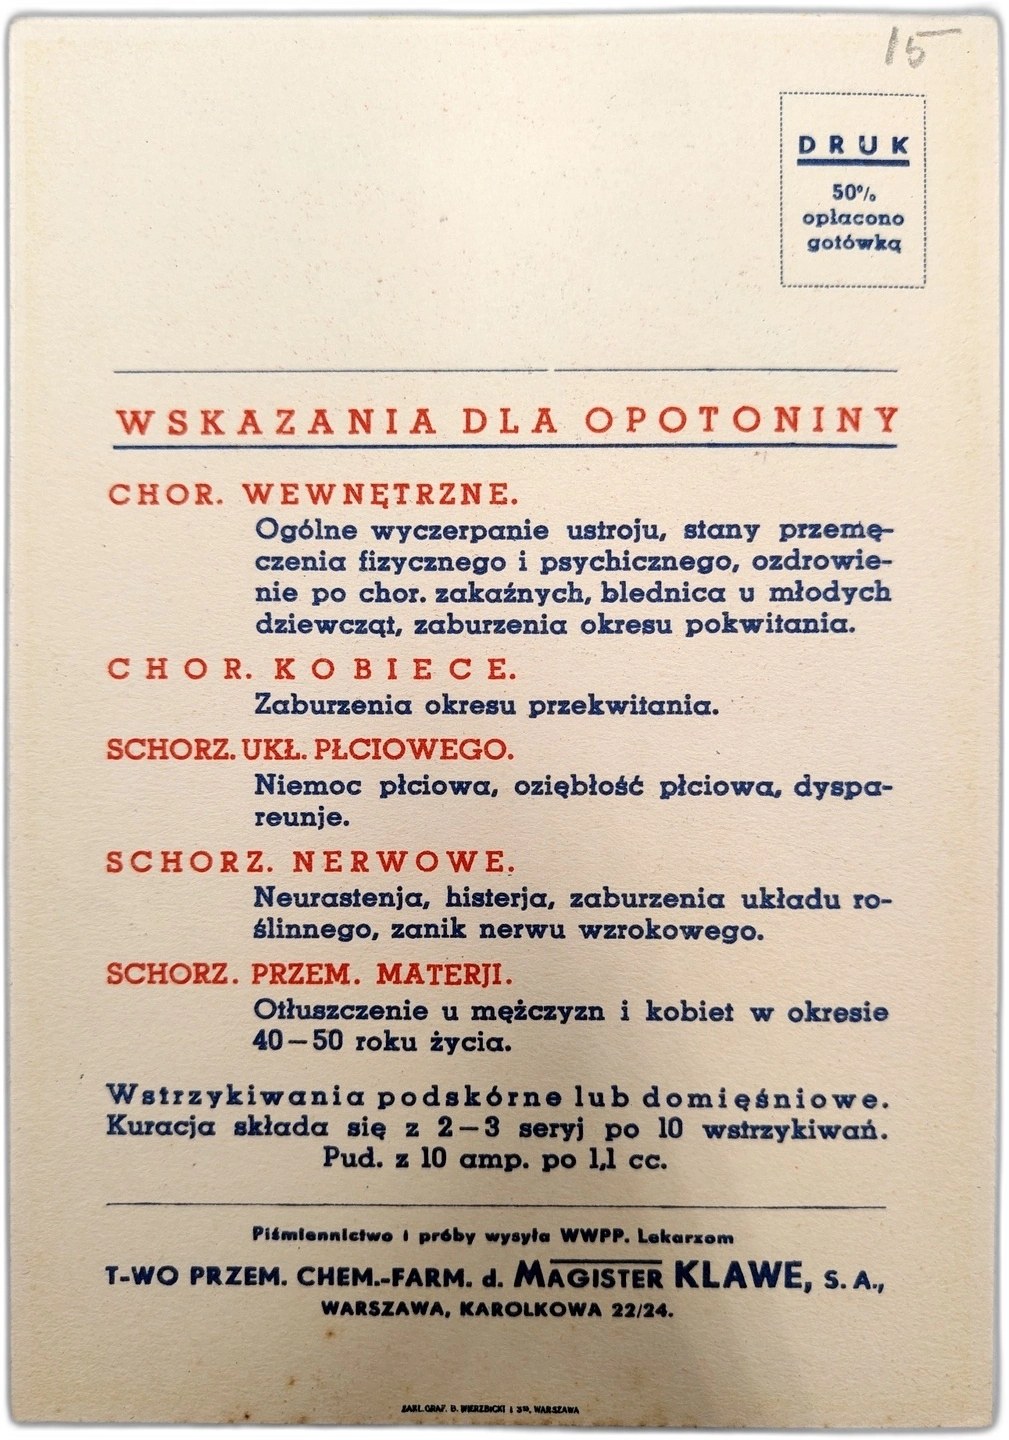 15
DRUK
50%
opłacono
gotówką
WSKAZANIA DLA OPOTONINY
CHOR. WEWNĘTRZNE.
Ogólne wyczerpanie ustroju, stany przemę-
czenia fizycznego i psychicznego, ozdrowie-
nie po chor. zakaźnych, blednica u młodych
dziewcząt, zaburzenia okresu pokwitania.
CHOR. KOBIECE.
Zaburzenia okresu przekwitania.
SCHORZ. UKŁ. PŁCIOWEGO.
Niemoc płciowa, oziębłość płciowa, dyspa-
reunje.
SCHORZ. NERWOWE.
Neurastenja, histerja, zaburzenia układu ro-
ślinnego, zanik nerwu wzrokowego.
SCHORZ. PRZEM. MATERJI.
Otłuszczenie u mężczyzn i kobiet w okresie
40—50 roku życia.
Wstrzykiwania podskórne lub domięśniowe.
Kuracja składa się z 2—3 seryj po 10 wstrzykiwań.
Pud. z 10 amp. po 1,1 cc.
Piśmiennictwo i próby wysyła WWPP. Lekarzom
T-WO PRZEM. CHEM.-FARM. d. MAGISTER KLAWE, S. A.,
WARSZAWA, KAROLKOWA 22/24.
ZAKŁ. GRAF. B. WIERZBICKI i S-ka, WARSZAWA